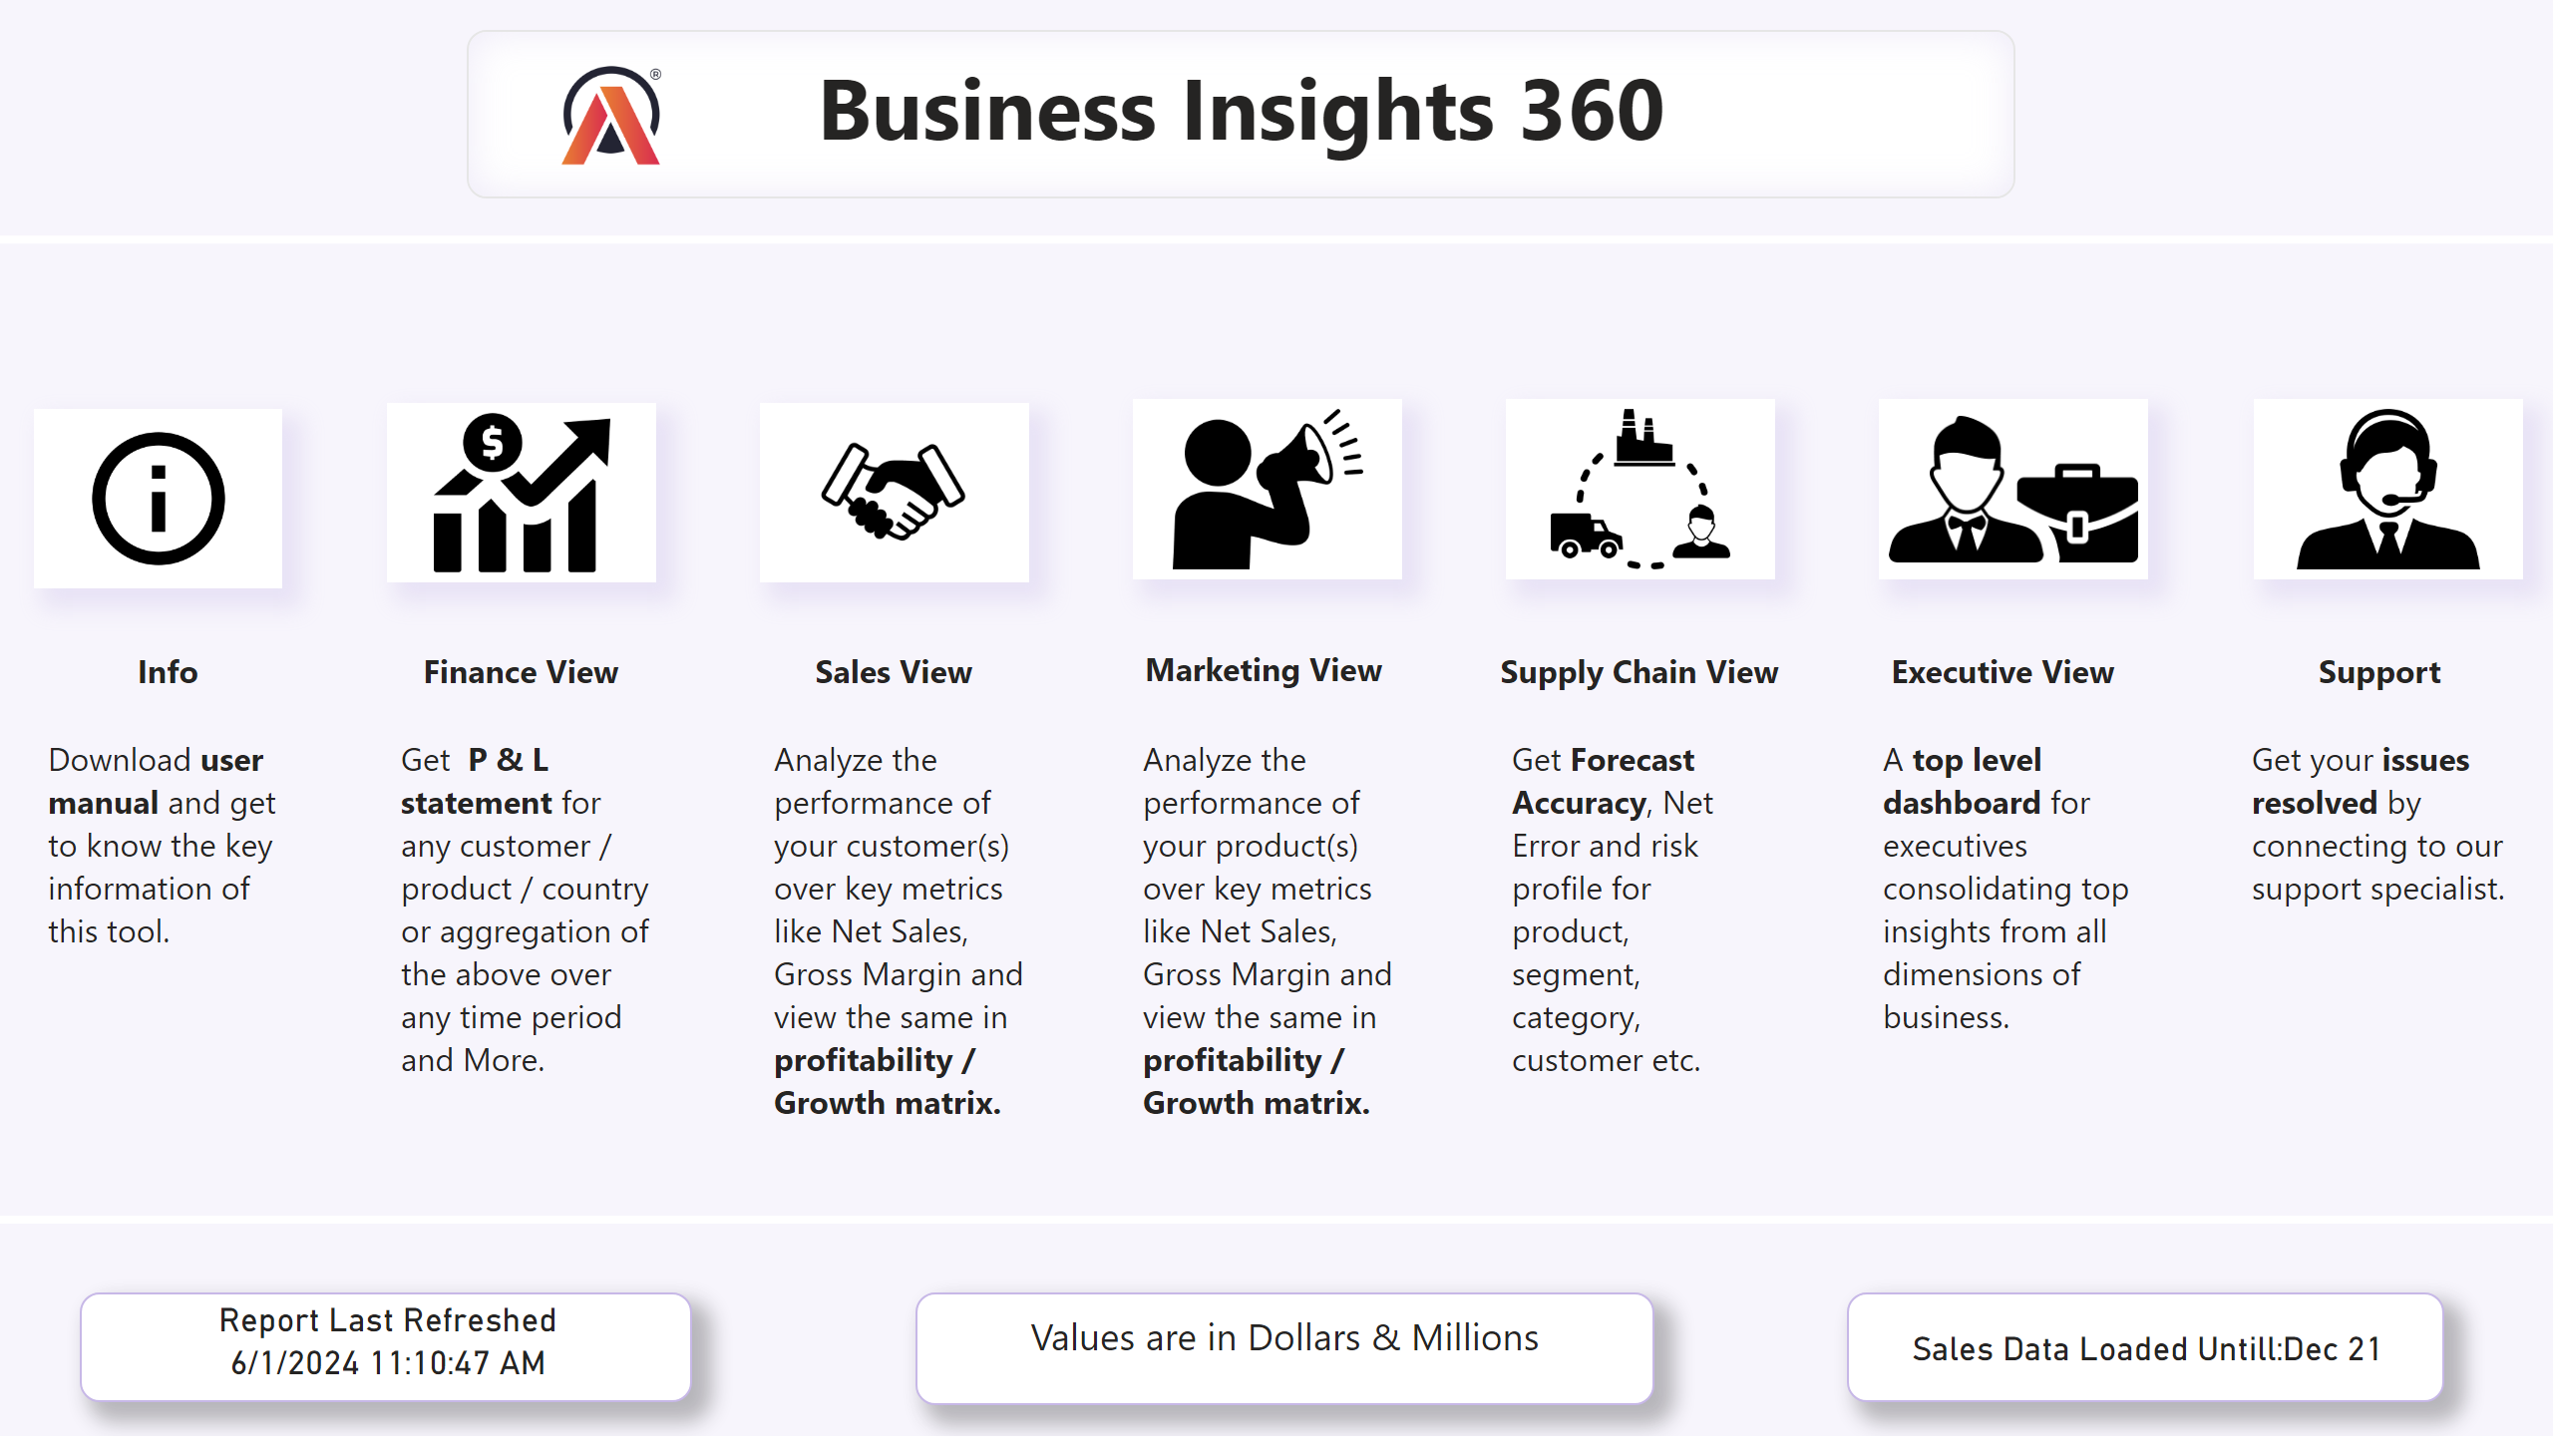 ®
Business Insights 360
$
Info
Download user
manual and get
to know the key
information of
this tool.
Finance View
Get  P & L
statement for
any customer /
product / country
or aggregation of
the above over
any time period
and More.
Sales View
Analyze the
performance of
your customer(s)
over key metrics
like Net Sales,
Gross Margin and
view the same in
profitability /
Growth matrix.
Marketing View
Analyze the
performance of
your product(s)
over key metrics
like Net Sales,
Gross Margin and
view the same in
profitability /
Growth matrix.
Supply Chain View
Get Forecast
Accuracy, Net
Error and risk
profile for
product,
segment,
category,
customer etc.
Executive View
A top level
dashboard for
executives
consolidating top
insights from all
dimensions of
business.
Support
Get your issues
resolved by
connecting to our
support specialist.
Report Last Refreshed
6/1/2024 11:10:47 AM
Values are in Dollars & Millions
Sales Data Loaded Untill:Dec 21